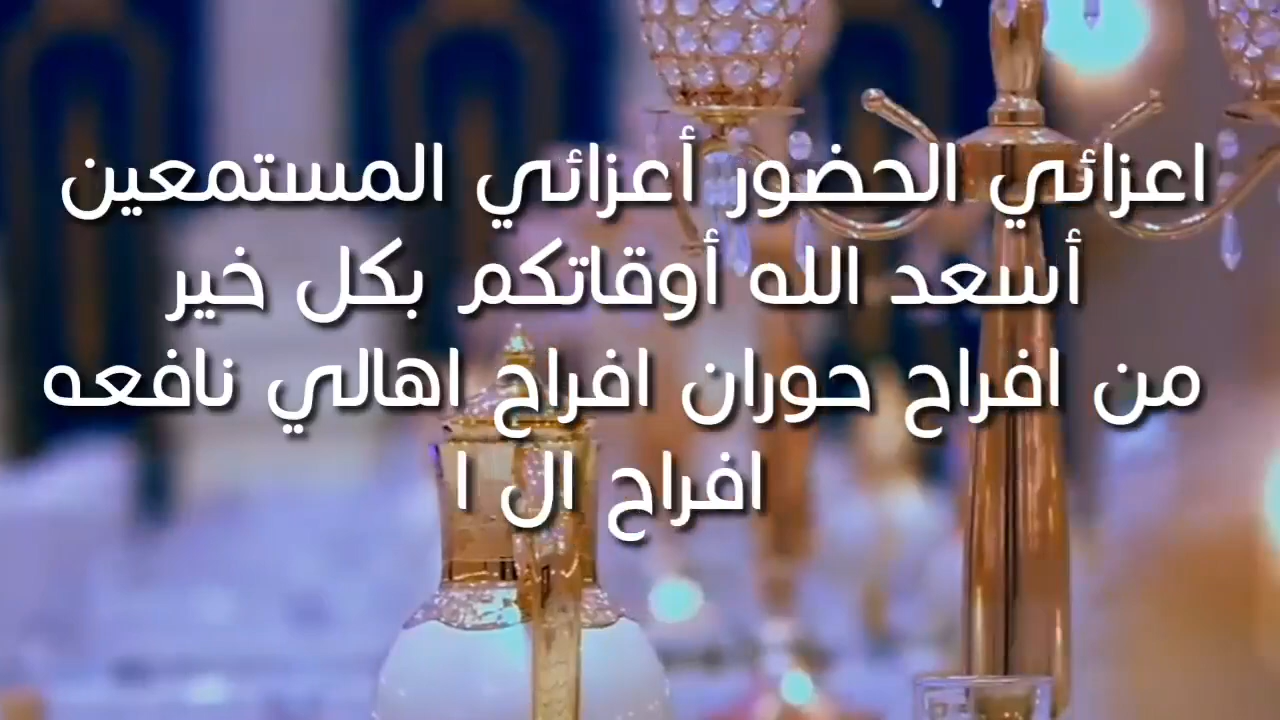 اعزائي الحضور أعزائي المستمعين
أسعد الله أوقاتكم بكل خير
من افراح حوران افراح اهالي نافعه
افراح ال ا